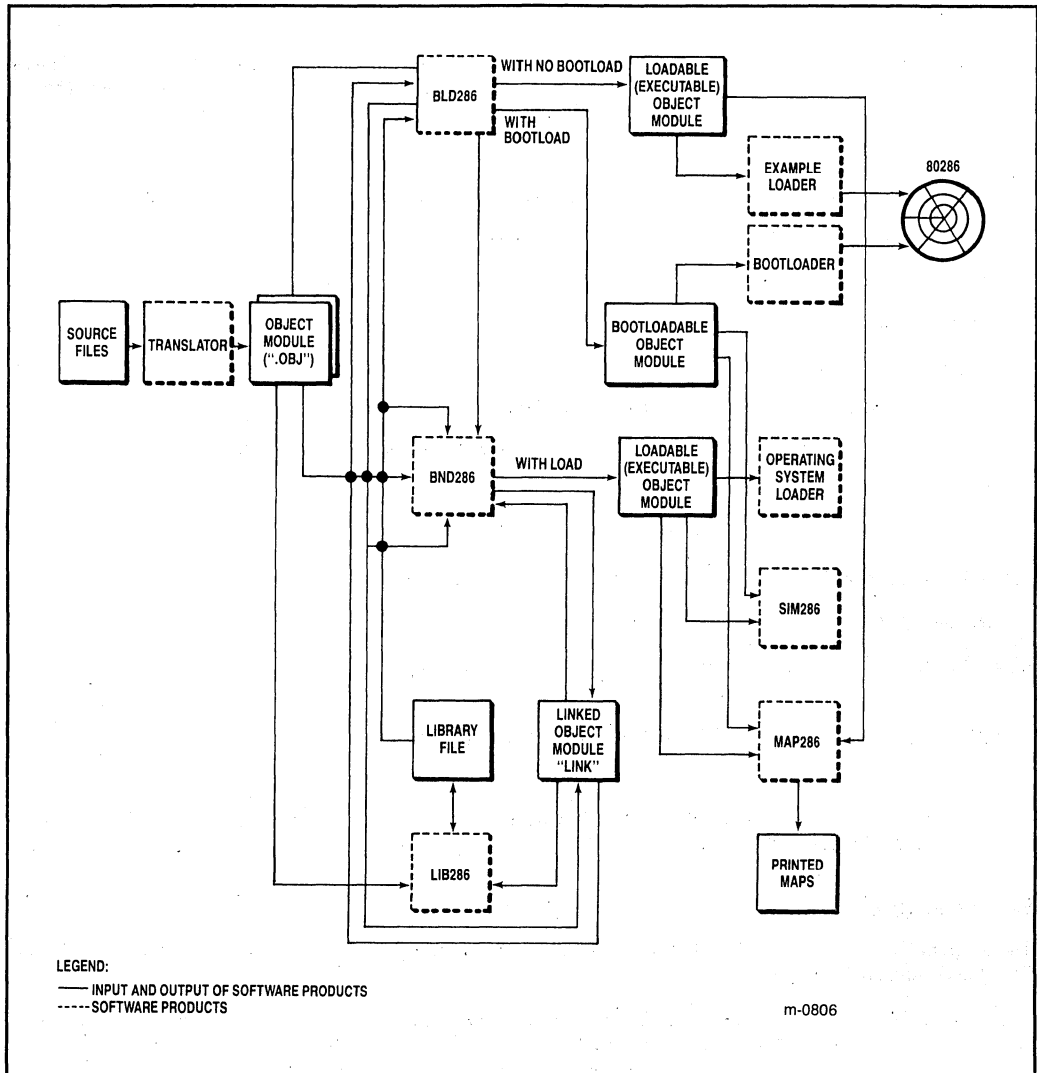 BLD286
WITH NO BOOTLOAD
WITH
BOOTLOAD
LOADABLE
(EXECUTABLE)
OBJECT
MODULE
EXAMPLE
LOADER
80286
BOOTLOADER
SOURCE
FILES
TRANSLATOR
OBJECT
MODULE
(“.OBJ”)
BOOTLOADABLE
OBJECT
MODULE
BND286
WITH LOAD
LOADABLE
(EXECUTABLE)
OBJECT
MODULE
OPERATING
SYSTEM
LOADER
SIM286
LIBRARY
FILE
LINKED
OBJECT
MODULE
“LINK”
MAP286
LIB286
PRINTED
MAPS
LEGEND:
—— INPUT AND OUTPUT OF SOFTWARE PRODUCTS
----- SOFTWARE PRODUCTS
m-0806